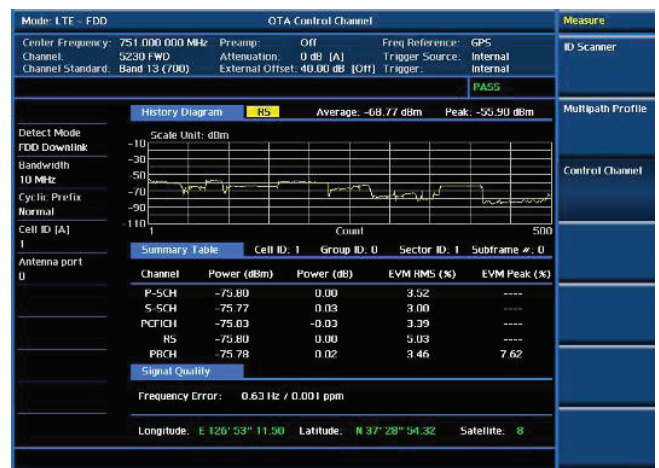 Mode: LTE - FDD OTA Control Channel Measure
Center Frequency: 751.000 000 MHz Preamp: Off Freq Reference: GPS
Channel: 5230 FWD Attenuation: 0 dB [A] Trigger Source: Internal
Channel Standard: Band 13 (700) External Offset: 40.00 dB [Off] Trigger: Internal
ID Scanner
PASS
History Diagram RS Average: -68.77 dBm Peak: -55.90 dBm
Multipath Profile
Detect Mode
FDD Downlink
Scale Unit: dBm
-10
-30
-50
-70
-90
-110
1 Count 500
Bandwidth
10 MHz
Control Channel
Cyclic Prefix
Normal
Cell ID [A]
1
Antenna port
0
Summary Table Cell ID: 1 Group ID: 0 Sector ID: 1 Subframe #: 0
Channel Power (dBm) Power (dB) EVM RMS (%) EVM Peak (%)
P-SCH -75.80 0.00 3.52 ----
S-SCH -75.77 0.03 3.00 ----
PCFICH -75.03 -0.03 3.39 ----
RS -75.80 0.00 5.03 ----
PBCH -75.78 0.02 3.46 7.62
Signal Quality
Frequency Error: 0.63 Hz / 0.001 ppm
Longitude: E 126' 53" 11.50 Latitude: N 37' 28" 54.32 Satellite: 8